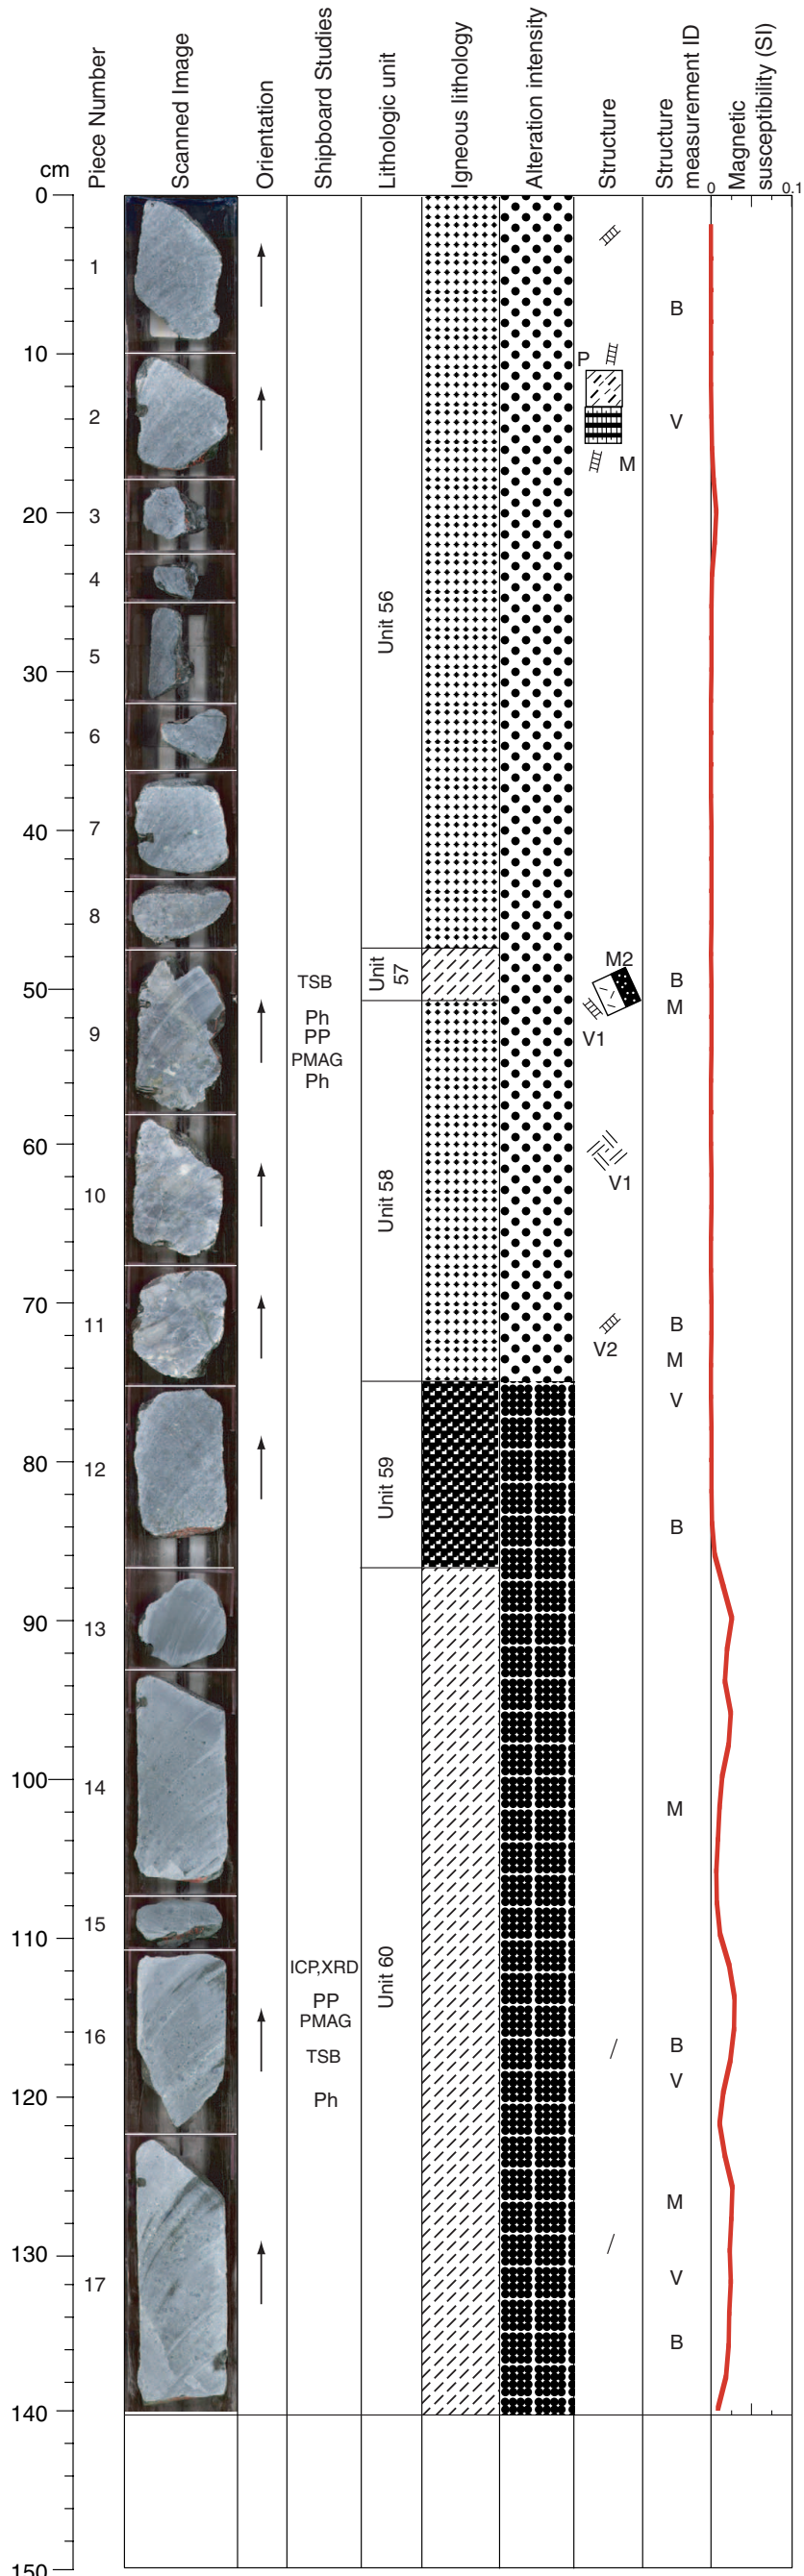 cm
Piece Number
Scanned Image
Orientation
Shipboard Studies
Lithologic unit
Igneous lithology
Alteration intensity
Structure
Structure
measurement ID
Magnetic
susceptibility (SI)
0
0
0.1
1
B
10
P
2
V
M
20
3
4
Unit 56
5
30
6
7
40
8
M2
Unit
57
TSB
B
50
M
Ph
9
PP
V1
PMAG
Ph
60
V1
10
Unit 58
70
11
B
V2
M
V
80
12
Unit 59
B
90
13
100
14
M
15
110
ICP,XRD
Unit 60
PP
PMAG
16
B
TSB
V
120
Ph
M
130
17
V
B
140
150